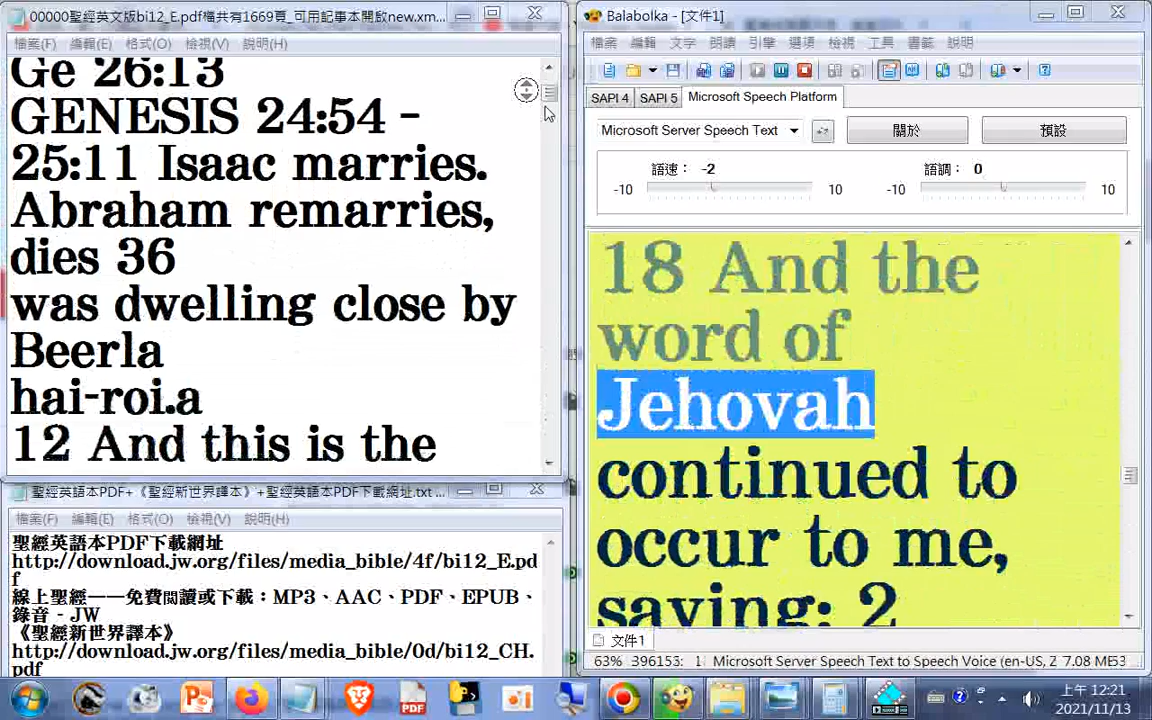 00000聖經英文版bi12_E.pdf檔共有1669頁_可用記事本開啟new.xm...
檔案(F) 編輯(E) 格式(O) 檢視(V) 說明(H)
Ge 26:13
GENESIS 24:54 –
25:11 Isaac marries.
Abraham remarries,
dies 36
was dwelling close by
Beerla
hai-roi.a
12 And this is the
聖經英語本PDF+《聖經新世界譯本》+聖經英語本PDF下載網址.txt ...
檔案(F) 編輯(E) 格式(O) 檢視(V) 說明(H)
聖經英語本PDF下載網址
http://download.jw.org/files/media_bible/4f/bi12_E.pd
f
線上聖經——免費閱讀或下載：MP3、AAC、PDF、EPUB、
錄音 - JW
《聖經新世界譯本》
http://download.jw.org/files/media_bible/0d/bi12_CH.
pdf
Balabolka - [文件1]
檔案 編輯 文字 朗讀 引擎 選項 檢視 工具 書籤 說明
SAPI 4 SAPI 5 Microsoft Speech Platform
Microsoft Server Speech Text 關於 預設
語速： -2 語調： 0
-10 10 -10 10
18 And the
word of
Jehovah
continued to
occur to me,
saying: 2
文件1
63% 396153: 1 Microsoft Server Speech Text to Speech Voice (en-US, Z 7.08 MB
PDF
上午 12:21
2021/11/13